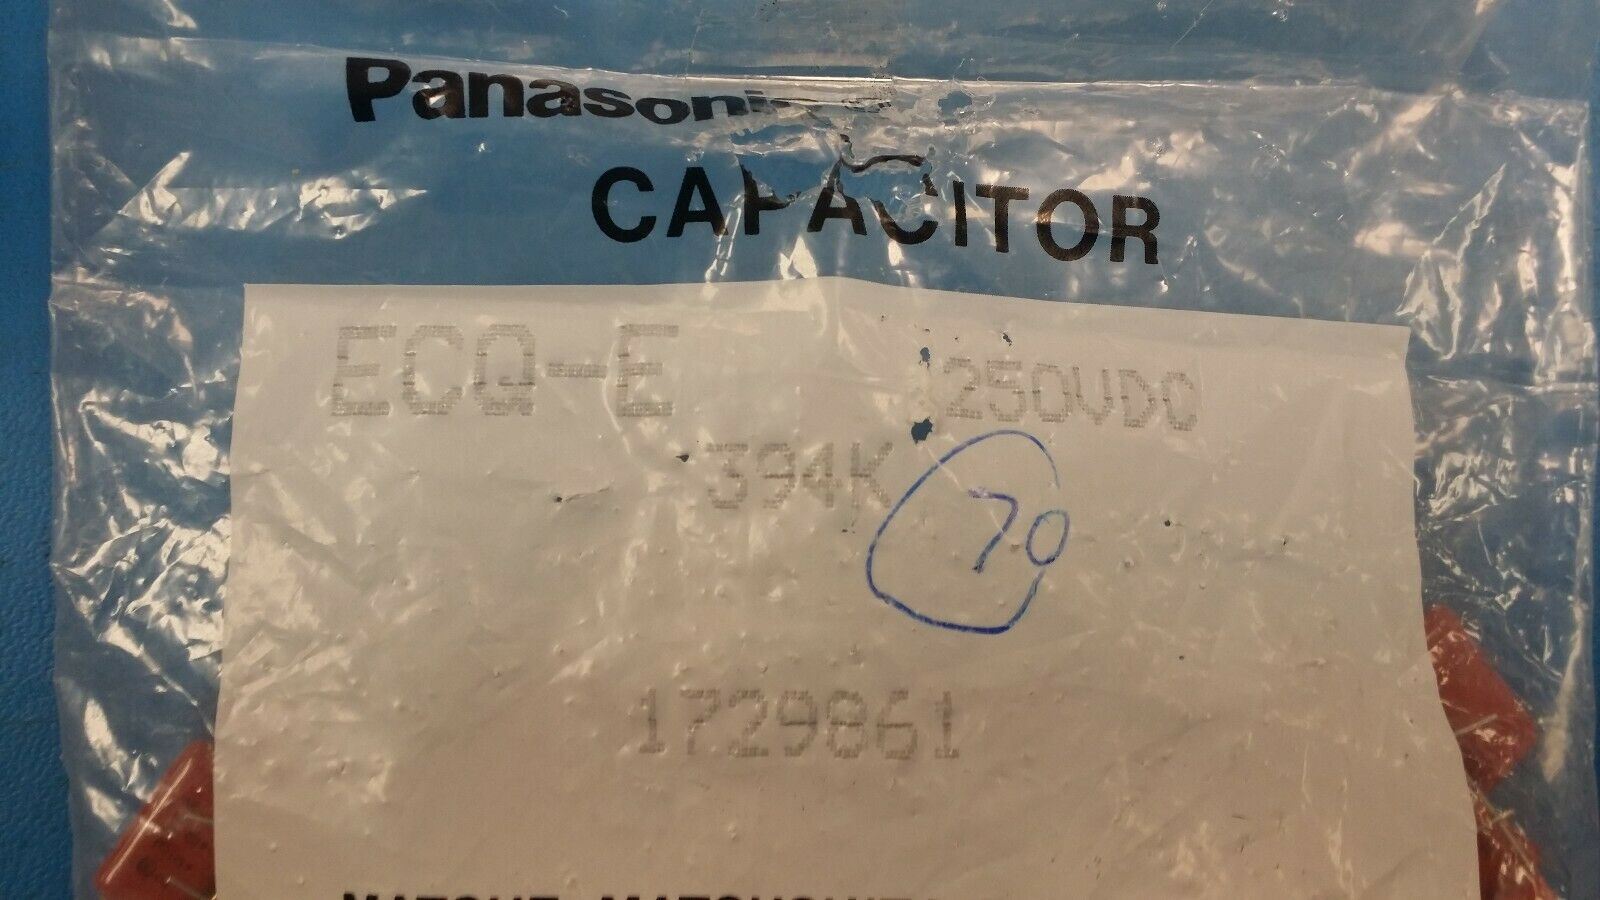 Panasonic
CAPACITOR
ECQ-E 250VDC
394K
70
1729861